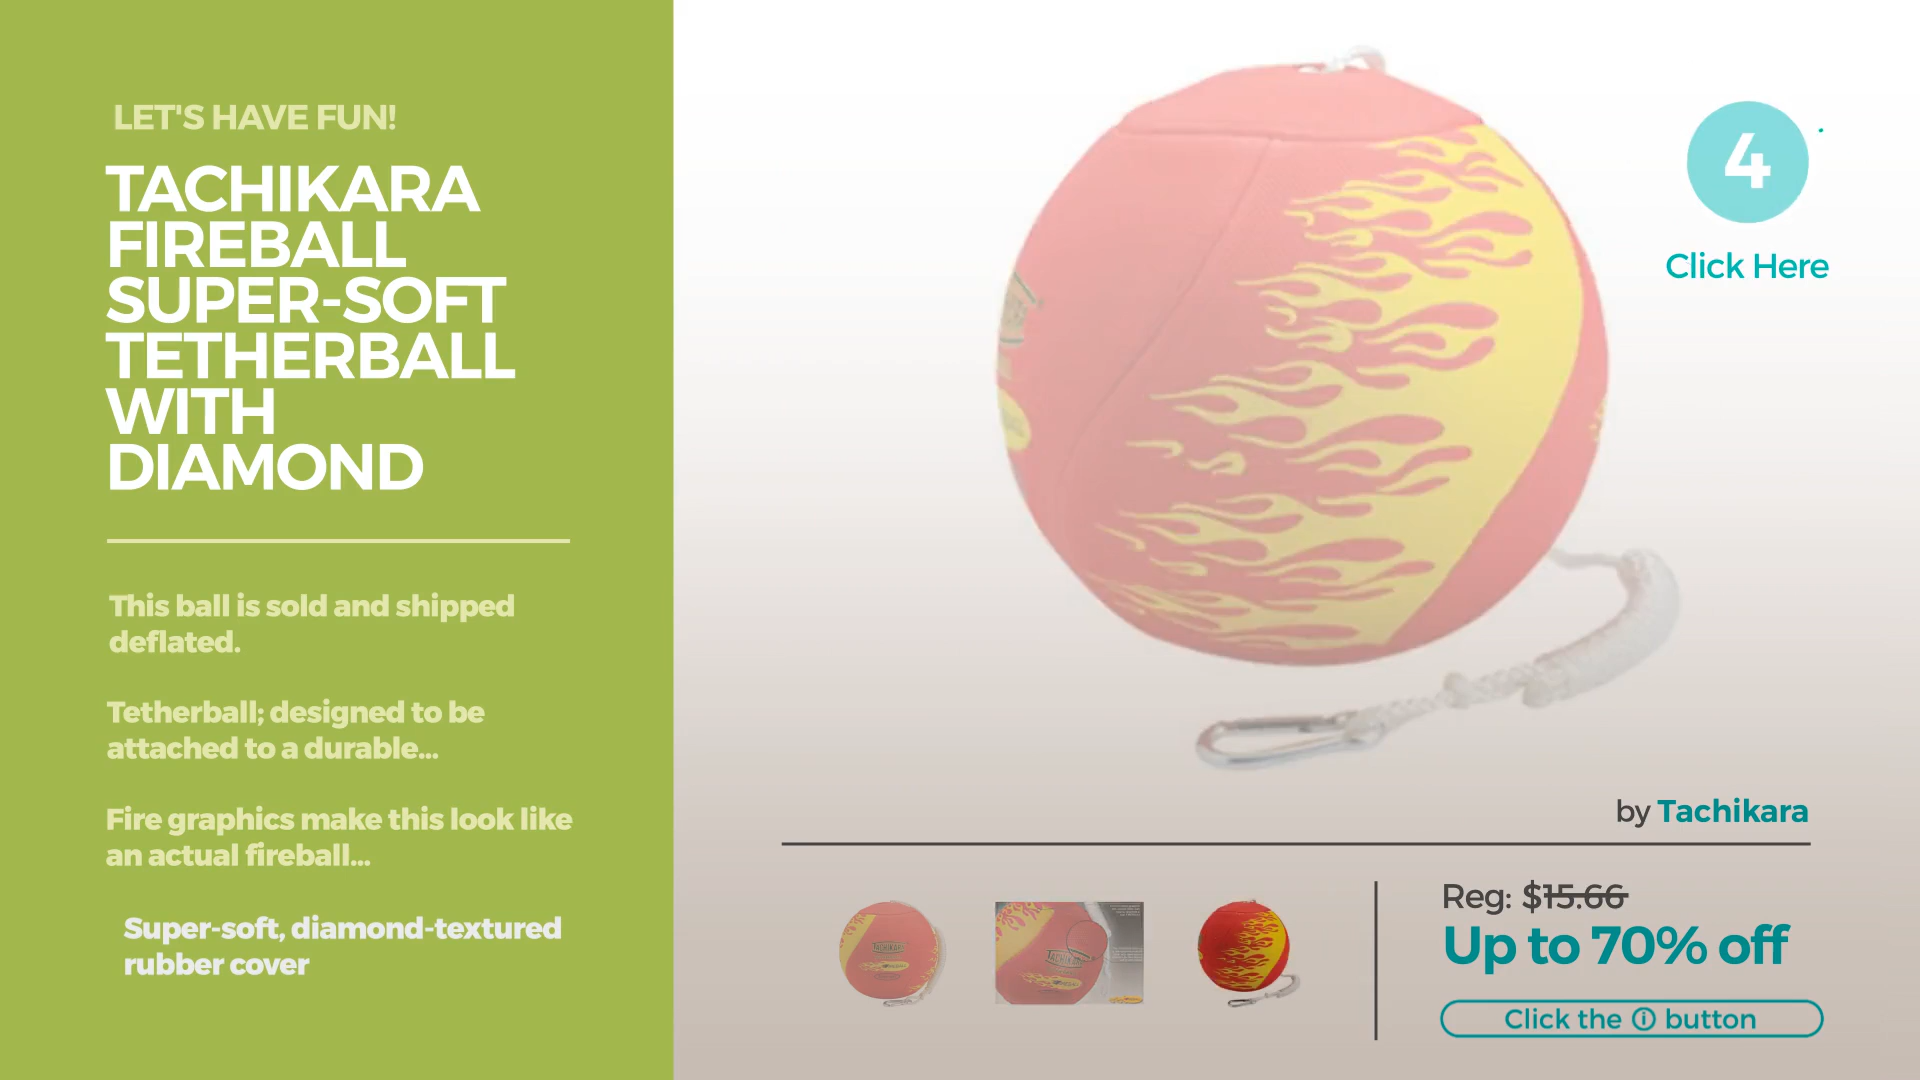 LET'S HAVE FUN!
TACHIKARA
FIREBALL
SUPER-SOFT
TETHERBALL
WITH
DIAMOND
This ball is sold and shipped
deflated.
Tetherball; designed to be
attached to a durable...
Fire graphics make this look like
an actual fireball...
Super-soft, diamond-textured
rubber cover
4
Click Here
by Tachikara
TACHIKARA
TACHIKARA
Reg: $15.66
Up to 70% off
Click the ⓘ button